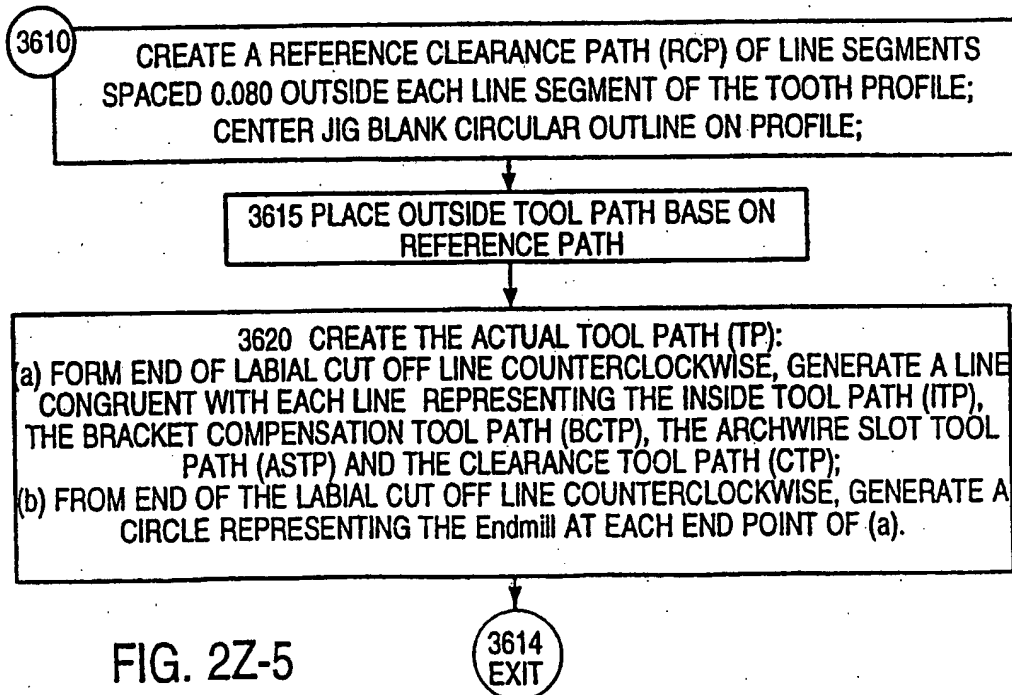 3610
CREATE A REFERENCE CLEARANCE PATH (RCP) OF LINE SEGMENTS
SPACED 0.080 OUTSIDE EACH LINE SEGMENT OF THE TOOTH PROFILE;
CENTER JIG BLANK CIRCULAR OUTLINE ON PROFILE;
3615 PLACE OUTSIDE TOOL PATH BASE ON
REFERENCE PATH
3620 CREATE THE ACTUAL TOOL PATH (TP):
(a) FORM END OF LABIAL CUT OFF LINE COUNTERCLOCKWISE, GENERATE A LINE
CONGRUENT WITH EACH LINE REPRESENTING THE INSIDE TOOL PATH (ITP),
THE BRACKET COMPENSATION TOOL PATH (BCTP), THE ARCHWIRE SLOT TOOL
PATH (ASTP) AND THE CLEARANCE TOOL PATH (CTP);
(b) FROM END OF THE LABIAL CUT OFF LINE COUNTERCLOCKWISE, GENERATE A
CIRCLE REPRESENTING THE Endmill AT EACH END POINT OF (a).
3614
EXIT
FIG. 2Z-5